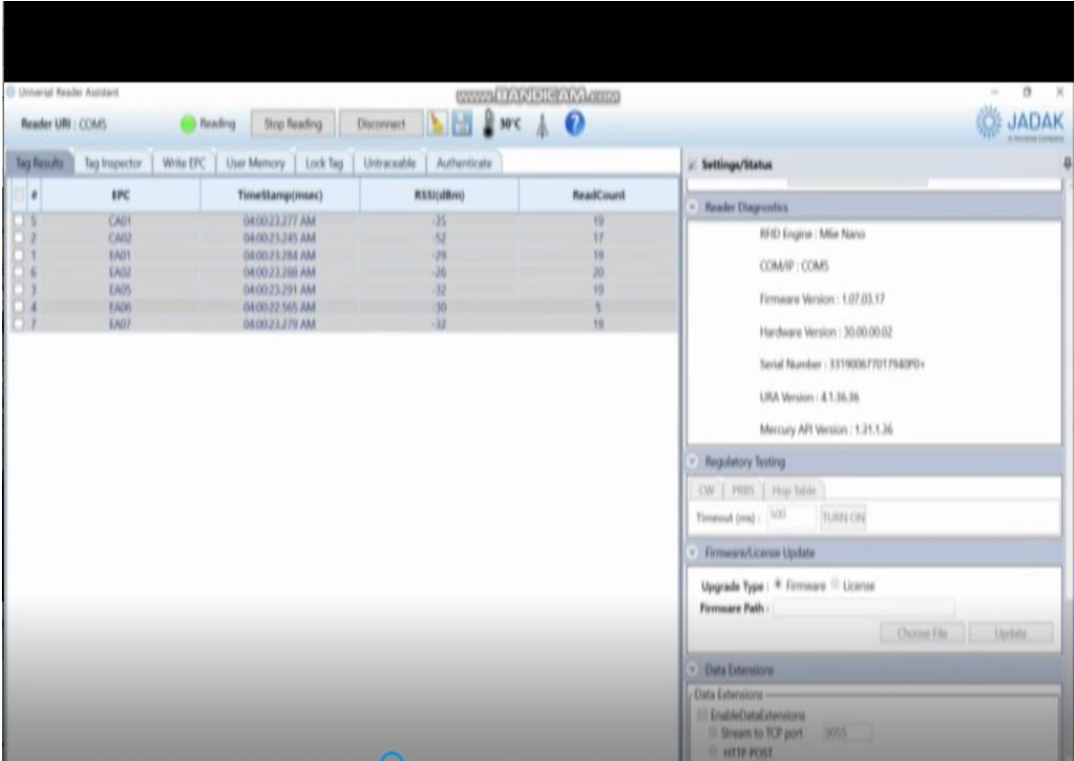 Universal Reader Assistant
www.BANDICAM.com
Reader URI : COM5
Reading
Stop Reading
Disconnect
30°C
?
JADAK
Tag Results
Tag Inspector
Write EPC
User Memory
Lock Tag
Untraceable
Authenticate
Settings/Status
# EPC TimeStamp(msec) RSSI(dBm) ReadCount
5 CA01 04:00:23.277 AM -35 19
2 CA02 04:00:23.245 AM -52 17
1 EA01 04:00:23.284 AM -29 19
6 EA02 04:00:23.288 AM -26 20
3 EA05 04:00:23.291 AM -32 19
4 EA06 04:00:22.565 AM -30 5
7 EA07 04:00:23.279 AM -32 19
Reader Diagnostics
RFID Engine : M6e Nano
COM/IP : COM5
Firmware Version : 1.07.03.17
Hardware Version : 30.00.00.02
Serial Number :
URA Version : 4.1.36.36
Mercury API Version : 1.31.1.36
Regulatory Testing
CW PRBS Hop Table
Timeout (ms) : 500 TURN ON
Firmware/License Update
Upgrade Type : Firmware License
Firmware Path :
Choose File Update
Data Extensions
Data Extensions
EnableDataExtensions
Stream to TCP port 9055
HTTP POST